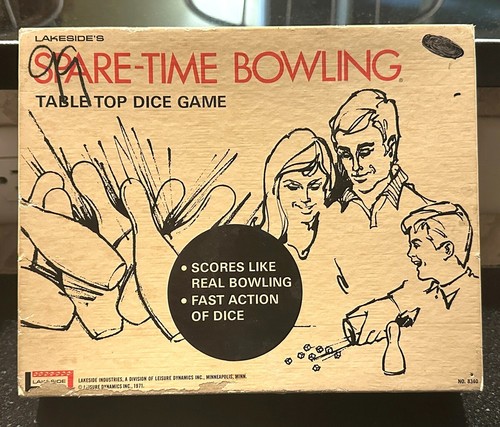 LAKESIDE'S
SPARE-TIME BOWLING.
TABLE TOP DICE GAME
• SCORES LIKE
REAL BOWLING
• FAST ACTION
OF DICE
LAKESIDE
LAKESIDE INDUSTRIES, A DIVISION OF LEISURE DYNAMICS INC., MINNEAPOLIS, MINN.
© LEISURE DYNAMICS INC., 1971.
NO. 8340